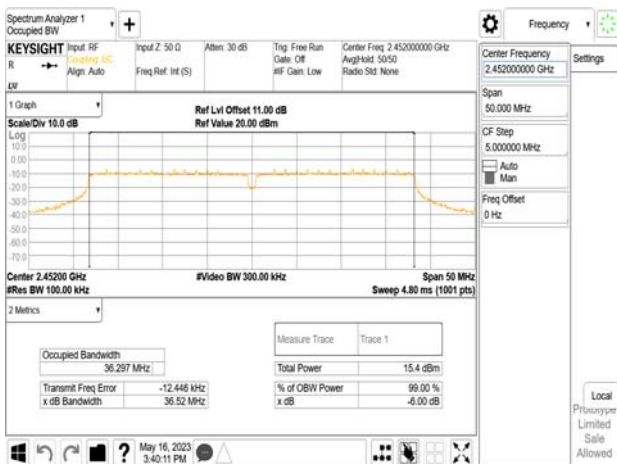 Spectrum Analyzer 1
Occupied BW
Frequency
KEYSIGHT
Input: RF
Coupling: DC
Align: Auto
Input Z: 50 Ω
Freq Ref: Int (S)
Atten: 30 dB
Trig: Free Run
Gate: Off
#IF Gain: Low
Center Freq: 2.452000000 GHz
Avg|Hold: 50/50
Radio Std: None
R
1 Graph
Scale/Div 10.0 dB
Ref Lvl Offset 11.00 dB
Ref Value 20.00 dBm
Log
10.0
0.00
-10.0
-20.0
-30.0
-40.0
-50.0
-60.0
-70.0
Center 2.45200 GHz
#Res BW 100.00 kHz
#Video BW 300.00 kHz
Span 50 MHz
Sweep 4.80 ms (1001 pts)
2 Metrics
Measure Trace
Trace 1
Occupied Bandwidth
36.297 MHz
Transmit Freq Error
-12.446 kHz
x dB Bandwidth
36.52 MHz
Total Power
15.4 dBm
% of OBW Power
99.00 %
x dB
-6.00 dB
Center Frequency
2.452000000 GHz
Span
50.000 MHz
CF Step
5.000000 MHz
Auto
Man
Freq Offset
0 Hz
Settings
Local
Prototype
Limited
Sale
Allowed
May 16, 2023
3:40:11 PM